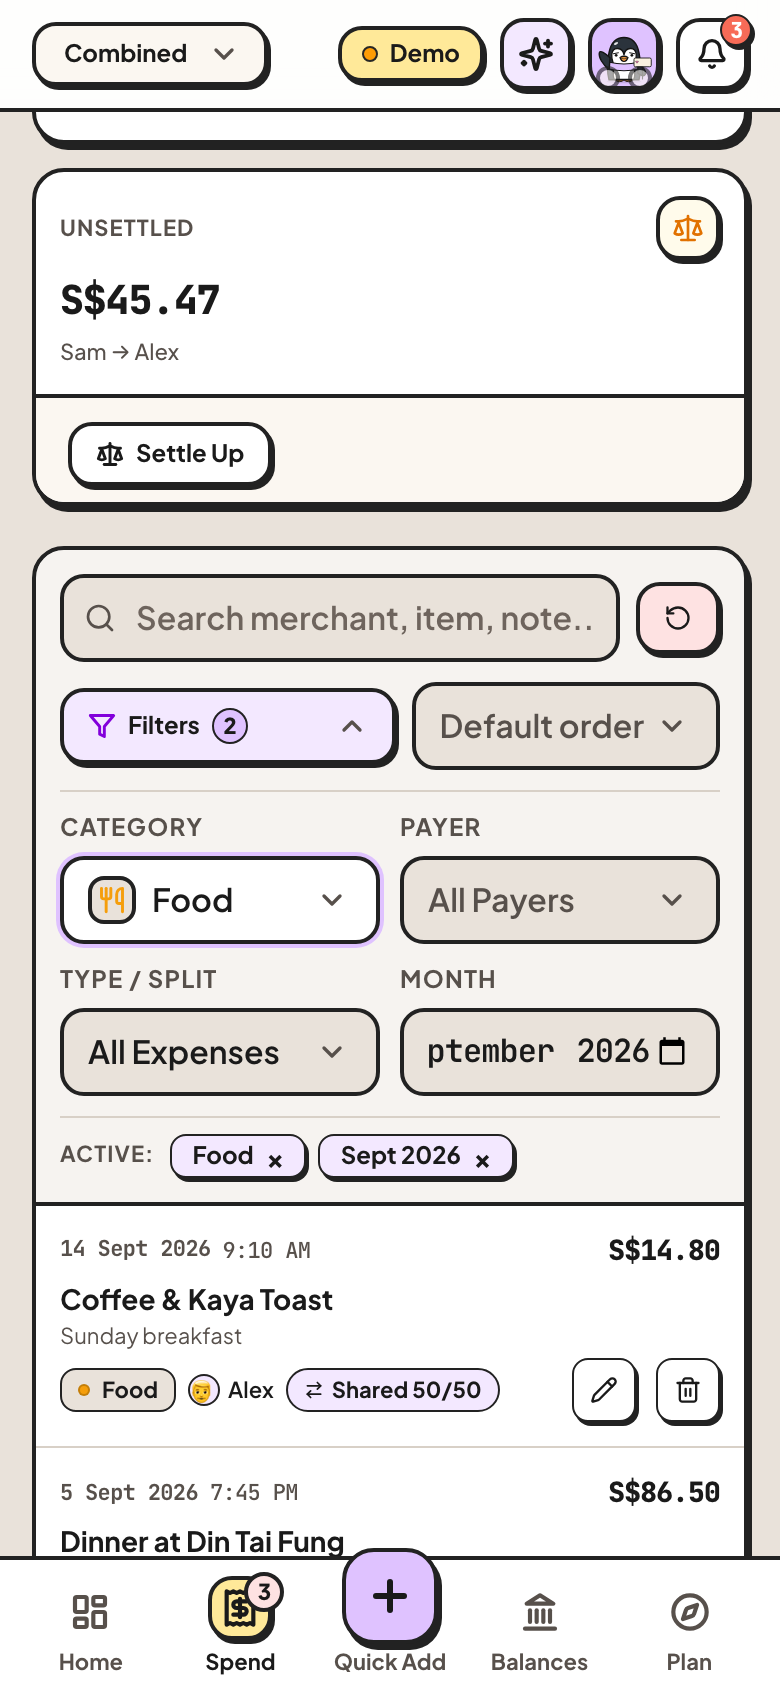 Combined
Demo
3
UNSETTLED
S$45.47
Sam → Alex
Settle Up
Search merchant, item, note..
Filters 2
Default order
CATEGORY
PAYER
Food
All Payers
TYPE / SPLIT
MONTH
All Expenses
ptember 2026
ACTIVE: Food × Sept 2026 ×
14 Sept 2026 9:10 AM
S$14.80
Coffee & Kaya Toast
Sunday breakfast
Food
Alex
Shared 50/50
5 Sept 2026 7:45 PM
S$86.50
Dinner at Din Tai Fung
3
Home
Spend
Quick Add
Balances
Plan